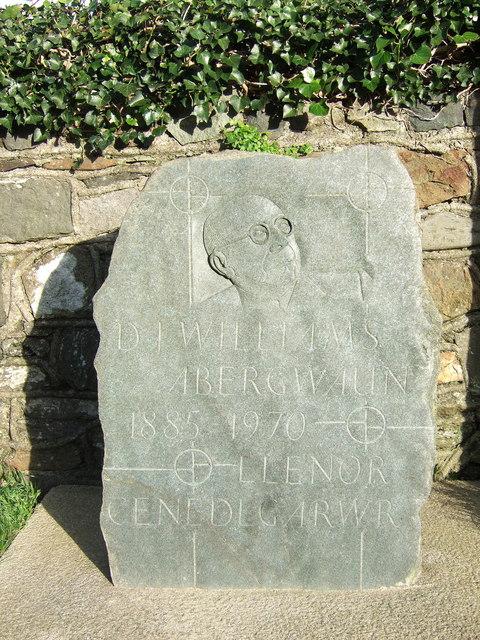 D J WILLIAMS
ABERGWAUN
1885 1970
LLENOR
CENEDLGARWR